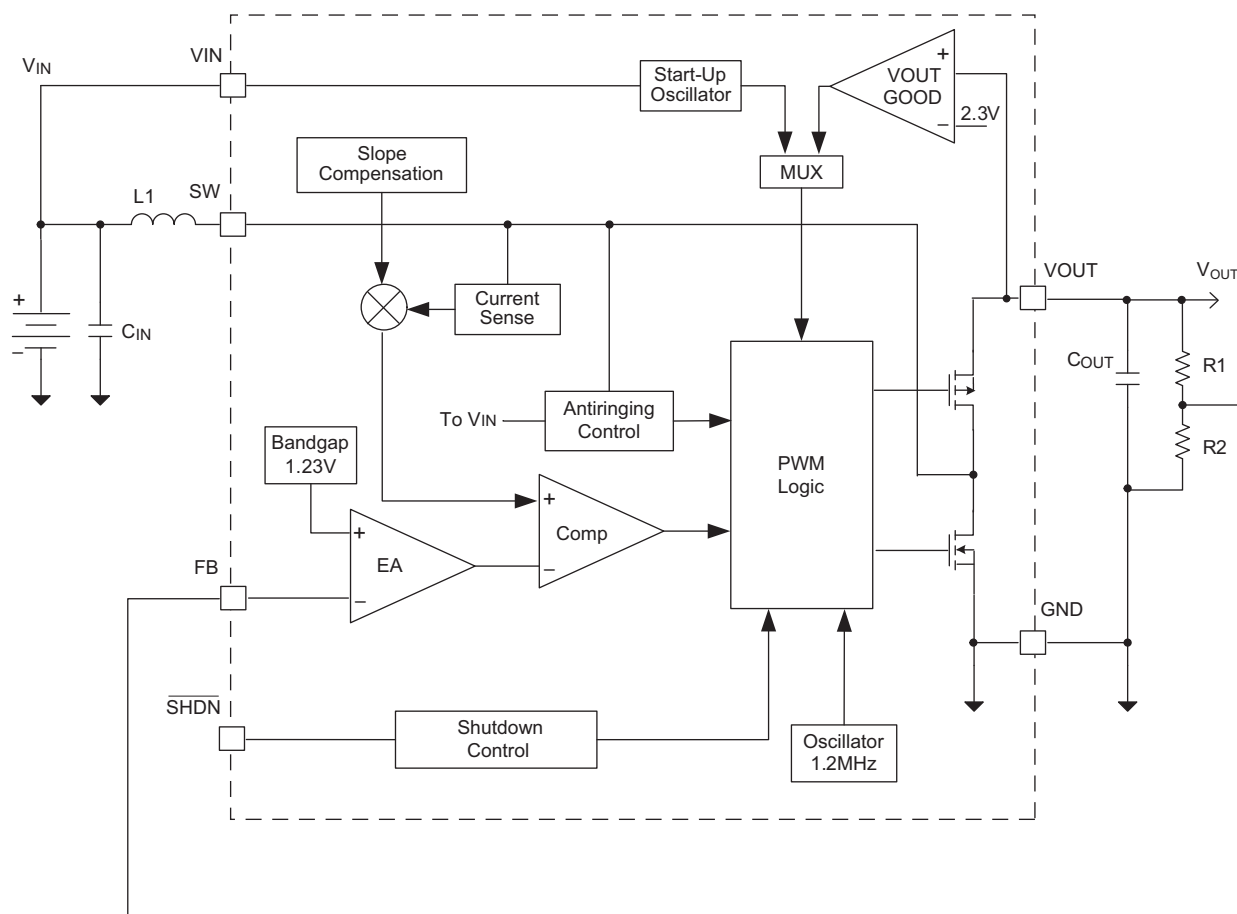 VIN
VIN
Start-Up
Oscillator
+
VOUT
GOOD
2.3V
−
Slope
Compensation
MUX
L1
SW
Current
Sense
VOUT
VOUT
+
−
CIN
COUT
R1
R2
To VIN
Antiringing
Control
PWM
Logic
Bandgap
1.23V
+
Comp
−
+
EA
−
FB
GND
SHDN
Shutdown
Control
Oscillator
1.2MHz